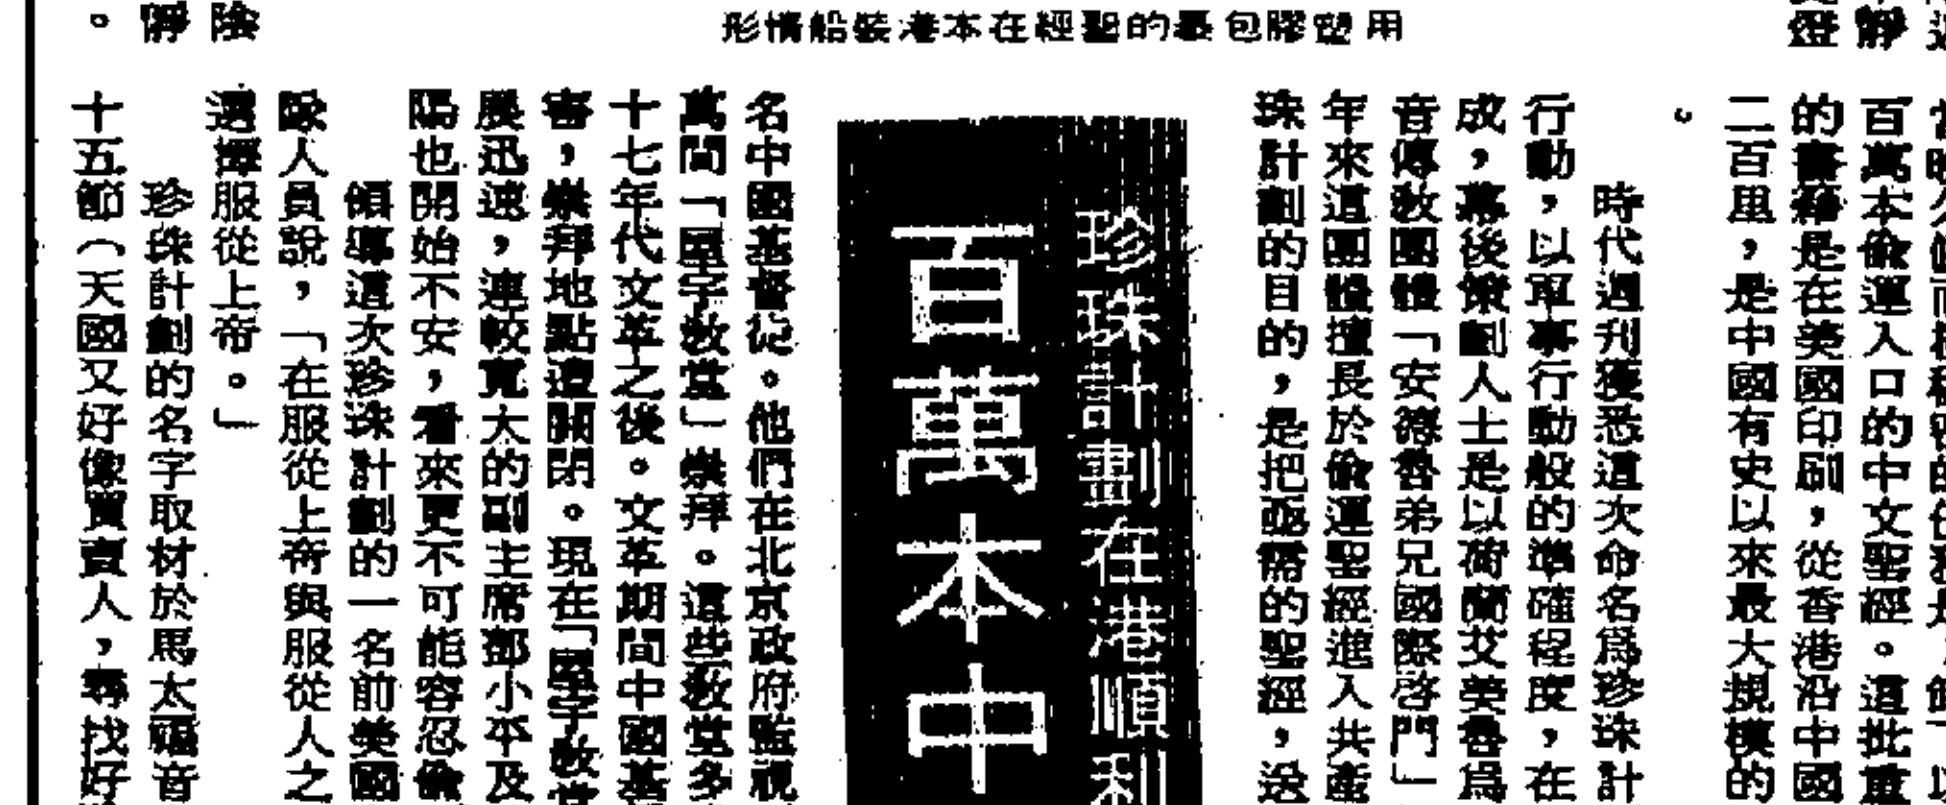 用塑膠包裹的聖經在本港裝船情形
百萬本偷運入口的中文聖經。這批重
的書籍是在美國印刷，從香港沿中國
二百里，是中國有史以來最大規模的
。
時代週刊獲悉這次命名爲珍珠計
行動，以軍事行動般的準確程度，在
成，幕後策劃人士是以荷蘭艾美魯爲
音傳教團體「安德魯弟兄國際啓門」
年來這團體擅長於偷運聖經進入共產
珠計劃的目的，是把亟需的聖經，送
珍珠計劃在港順利
百萬本中
名中國基督徒。他們在北京政府監視
萬間「屋宇教堂」崇拜。這些教堂多
十七年代文革之後。文革期間中國基
害，崇拜地點遭關閉。現在「屋宇教堂
展迅速，連較寬大的副主席鄧小平及
陽也開始不安，看來更不可能容忍偷
領導這次珍珠計劃的一名前美國
隊人員說，「在服從上帝與服從人之
選擇服從上帝。」
珍珠計劃的名字取材於馬太福音
十五節（天國又好像買賣人，尋找好
燈
靜
陰
靜
。